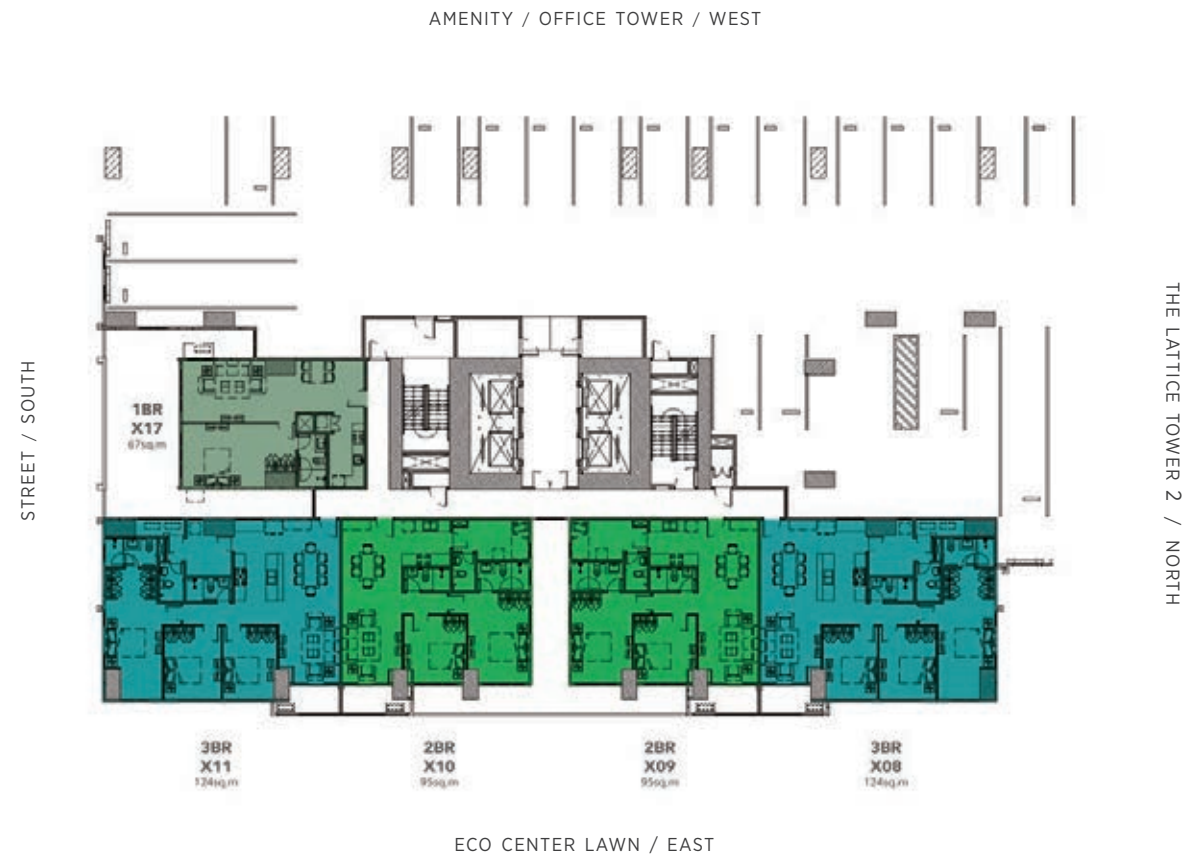 AMENITY / OFFICE TOWER / WEST
STREET / SOUTH
THE LATTICE TOWER 2 / NORTH
1BR
X17
67sq.m
3BR
X11
124sq.m
2BR
X10
95sq.m
2BR
X09
95sq.m
3BR
X08
124sq.m
ECO CENTER LAWN / EAST